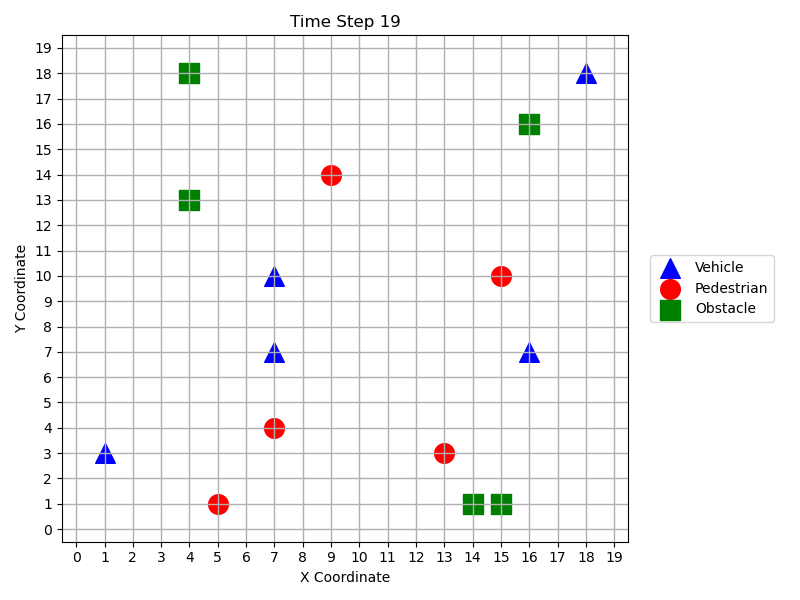 Time Step 19
19
18
17
16
15
14
13
12
11
10
9
8
7
6
5
4
3
2
1
0
Y Coordinate
0 1 2 3 4 5 6 7 8 9 10 11 12 13 14 15 16 17 18 19
X Coordinate
Vehicle
Pedestrian
Obstacle